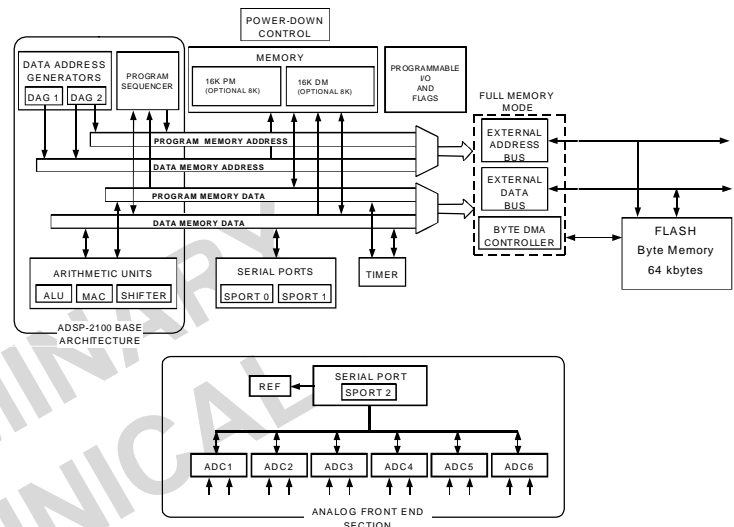 POWER-DOWN
CONTROL
DATA ADDRESS
GENERATORS
DAG 1
DAG 2
PROGRAM
SEQUENCER
MEMORY
16K PM
(OPTIONAL 8K)
16K DM
(OPTIONAL 8K)
PROGRAMMABLE
I/O
AND
FLAGS
FULL MEMORY
MODE
PROGRAM MEMORY ADDRESS
DATA MEMORY ADDRESS
PROGRAM MEMORY DATA
DATA MEMORY DATA
EXTERNAL
ADDRESS
BUS
EXTERNAL
DATA
BUS
BYTE DMA
CONTROLLER
FLASH
Byte Memory
64 kbytes
ARITHMETIC UNITS
ALU
MAC
SHIFTER
SERIAL PORTS
SPORT 0
SPORT 1
TIMER
ADSP-2100 BASE
ARCHITECTURE
REF
SERIAL PORT
SPORT 2
ADC1
ADC2
ADC3
ADC4
ADC5
ADC6
ANALOG FRONT END
SECTION